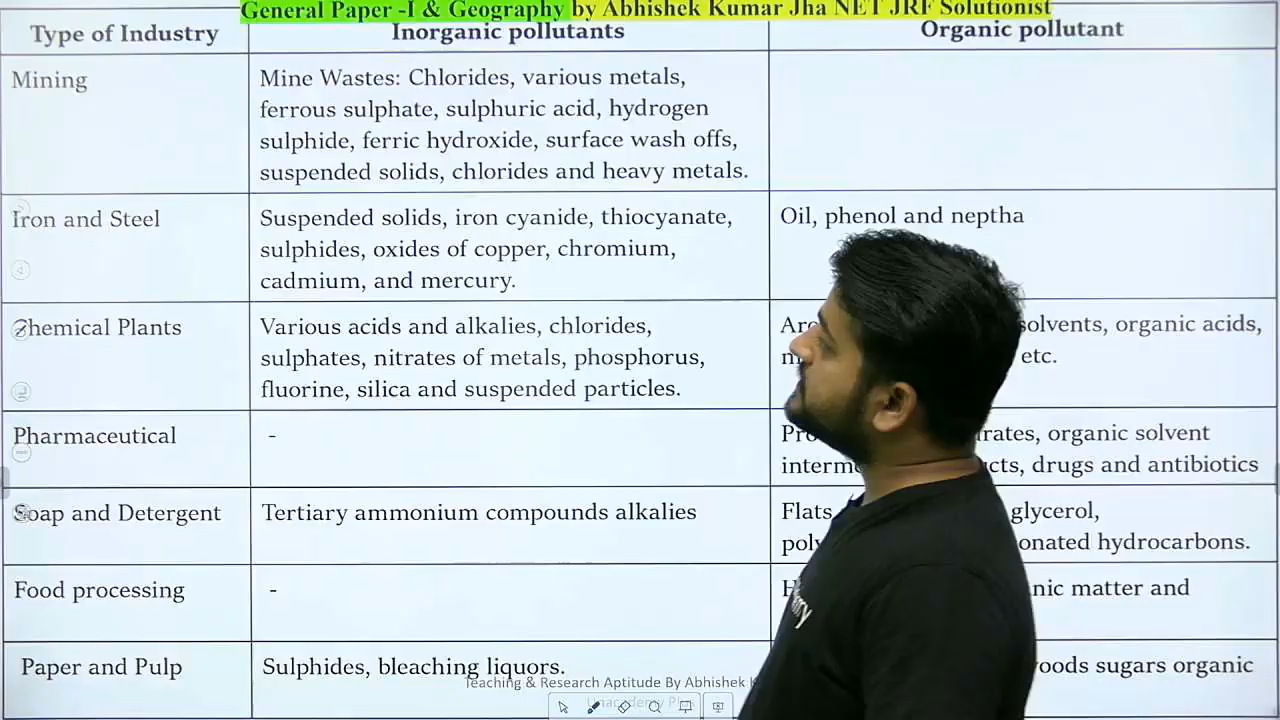 General Paper -I & Geography by Abhishek Kumar Jha NET JRF Solutionist
Type of Industry Inorganic pollutants Organic pollutant
Mining
Mine Wastes: Chlorides, various metals,
ferrous sulphate, sulphuric acid, hydrogen
sulphide, ferric hydroxide, surface wash offs,
suspended solids, chlorides and heavy metals.
Iron and Steel
Suspended solids, iron cyanide, thiocyanate,
sulphides, oxides of copper, chromium,
cadmium, and mercury.
Oil, phenol and neptha
Chemical Plants
Various acids and alkalies, chlorides,
sulphates, nitrates of metals, phosphorus,
fluorine, silica and suspended particles.
solvents, organic acids,
etc.
Pharmaceutical
-
organic solvent
drugs and antibiotics
Soap and Detergent
Tertiary ammonium compounds alkalies
Flats glycerol,
hydrocarbons.
Food processing
-
matter and
Paper and Pulp
Sulphides, bleaching liquors.
sugars organic
Teaching & Research Aptitude By Abhishek
Unacademy